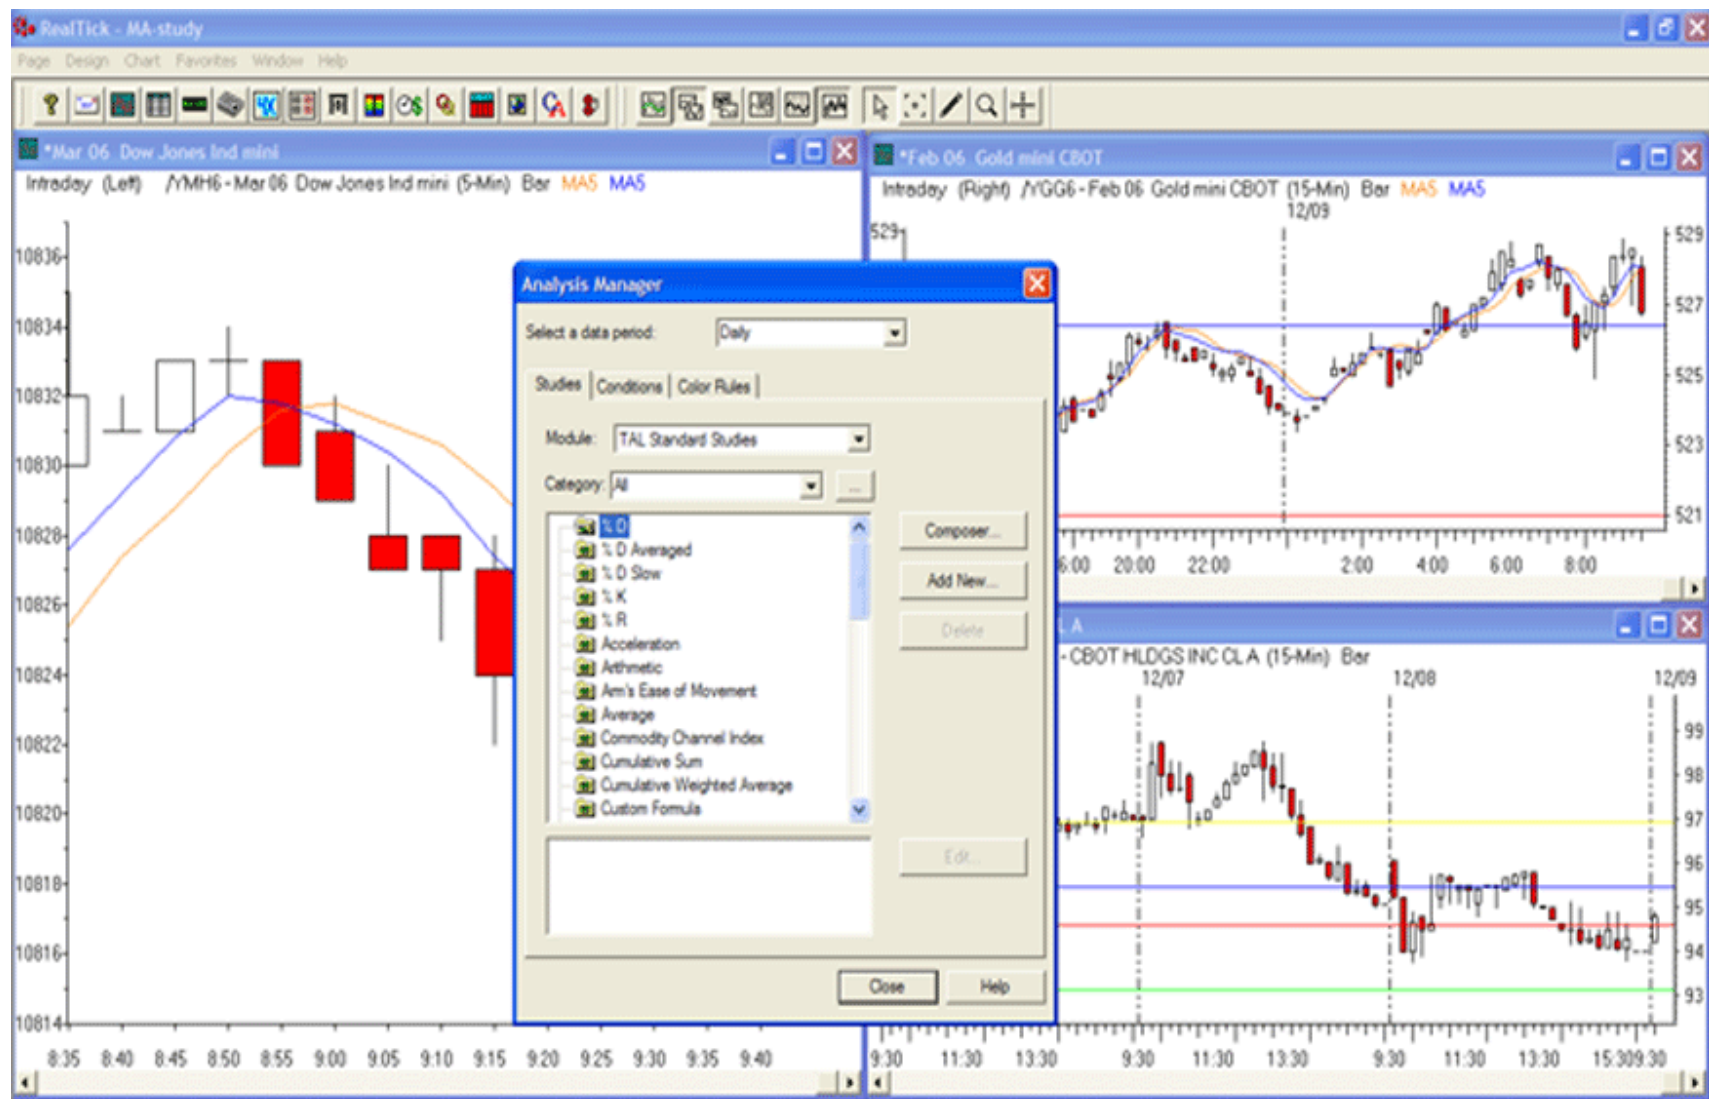 RealTick - MA-study
Page Design Chart Favorites Window Help
*Mar 06 Dow Jones Ind mini
Intraday (Left) /YMH6 - Mar 06 Dow Jones Ind mini (5-Min) Bar MA5 MA5
10836
10834
10832
10830
10828
10826
10824
10822
10820
10818
10816
10814
8:35 8:40 8:45 8:50 8:55 9:00 9:05 9:10 9:15 9:20 9:25 9:30 9:35 9:40
Analysis Manager
Select a data period: Daily
Studies Conditions Color Rules
Module: TAL Standard Studies
Category: All ...
% D
% D Averaged
% D Slow
% K
% R
Acceleration
Arithmetic
Arm's Ease of Movement
Average
Commodity Channel Index
Cumulative Sum
Cumulative Weighted Average
Custom Formula
Composer...
Add New...
Delete
Edit...
Close Help
*Feb 06 Gold mini CBOT
Intraday (Right) /YGG6 - Feb 06 Gold mini CBOT (15-Min) Bar MA5 MA5
12/09
529 529
527
525
523
521
6:00 20:00 22:00 2:00 4:00 6:00 8:00
L A
- CBOT HLDGS INC CL A (15-Min) Bar
12/07 12/08 12/09
99
98
97
96
95
94
93
9:30 11:30 13:30 9:30 11:30 13:30 9:30 11:30 13:30 15:30 9:30